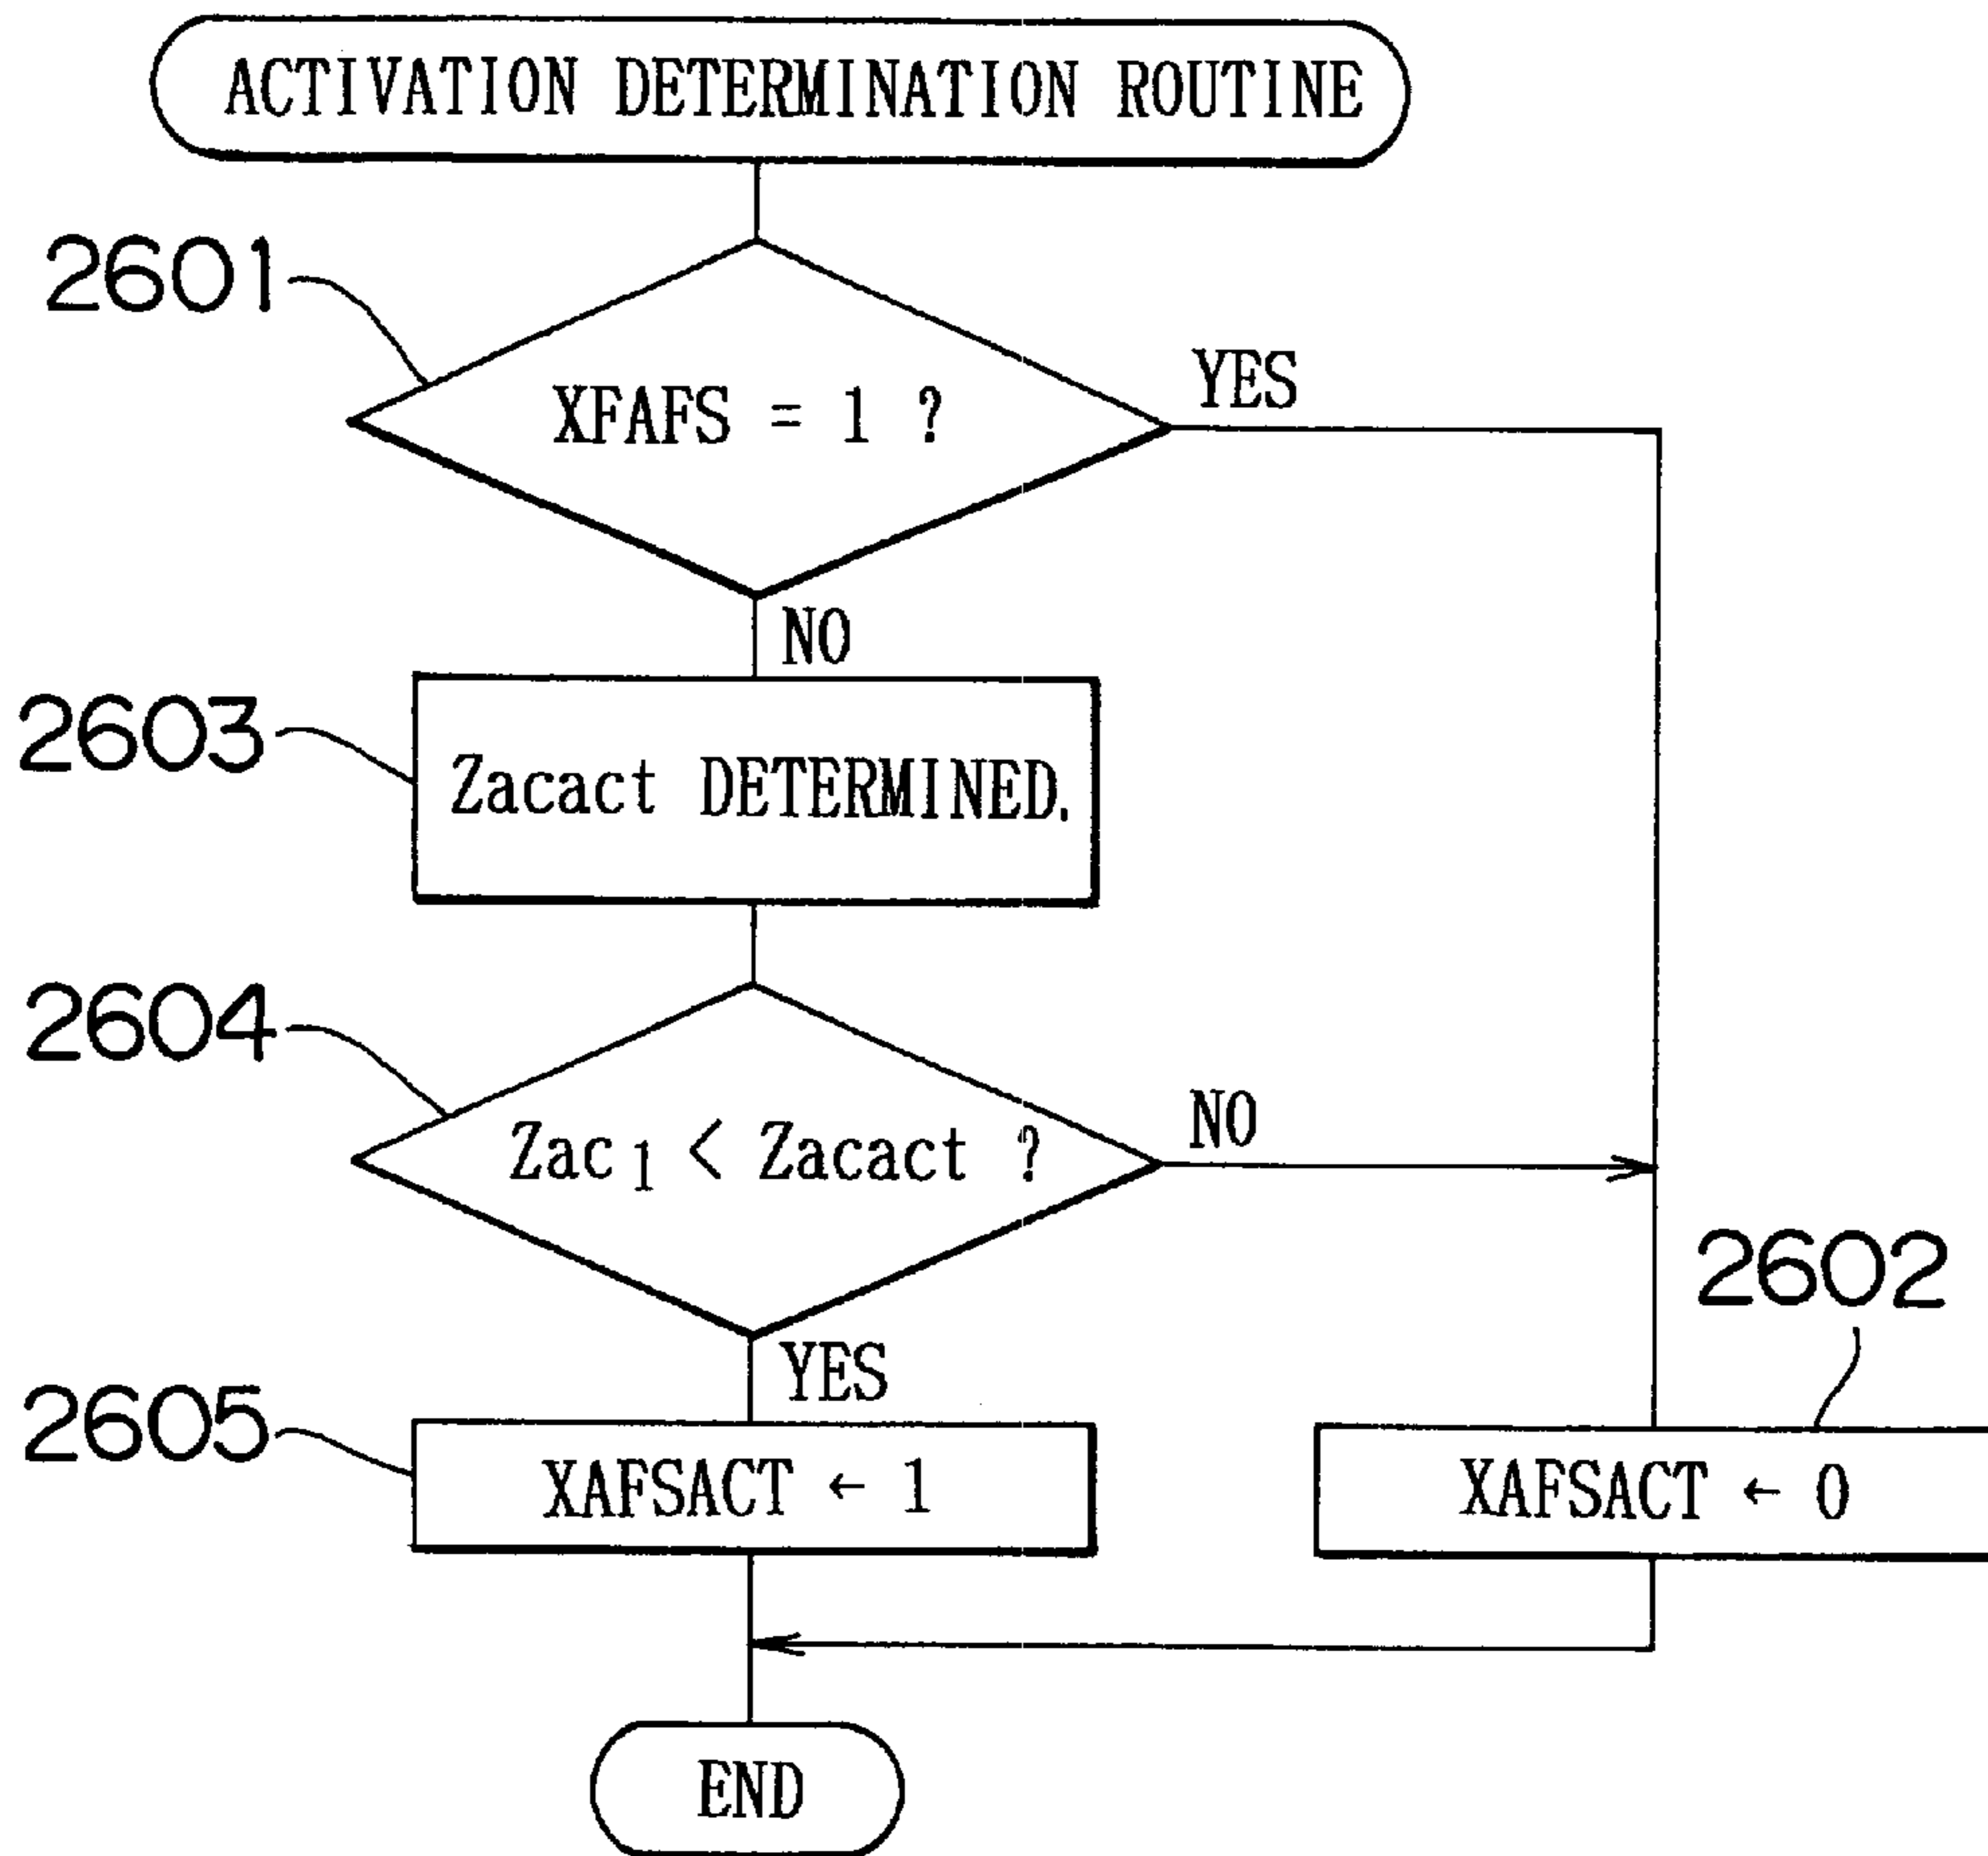 ACTIVATION DETERMINATION ROUTINE
2601
XFAFS = 1 ?
YES
NO
2603
Zacact DETERMINED.
2604
Zac1 < Zacact ?
NO
2602
YES
2605
XAFSACT ← 1
XAFSACT ← 0
END